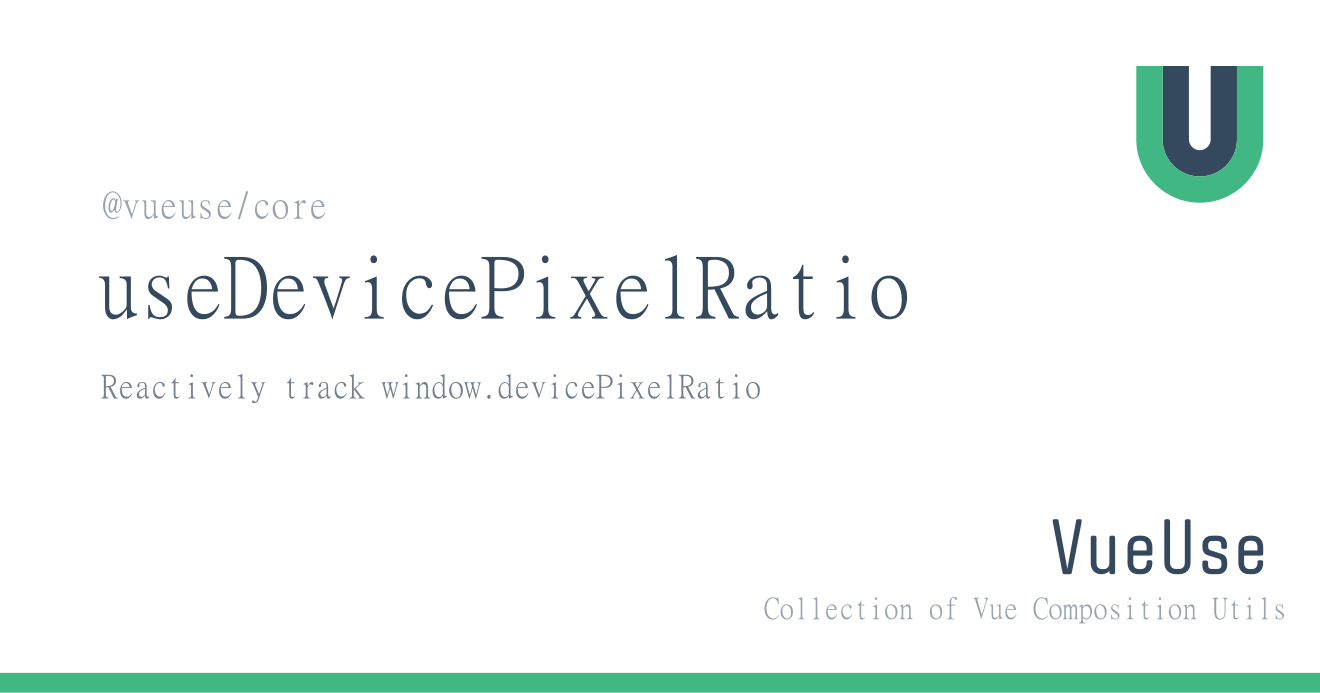 @vueuse/core
useDevicePixelRatio
Reactively track window.devicePixelRatio
VueUse
Collection of Vue Composition Utils